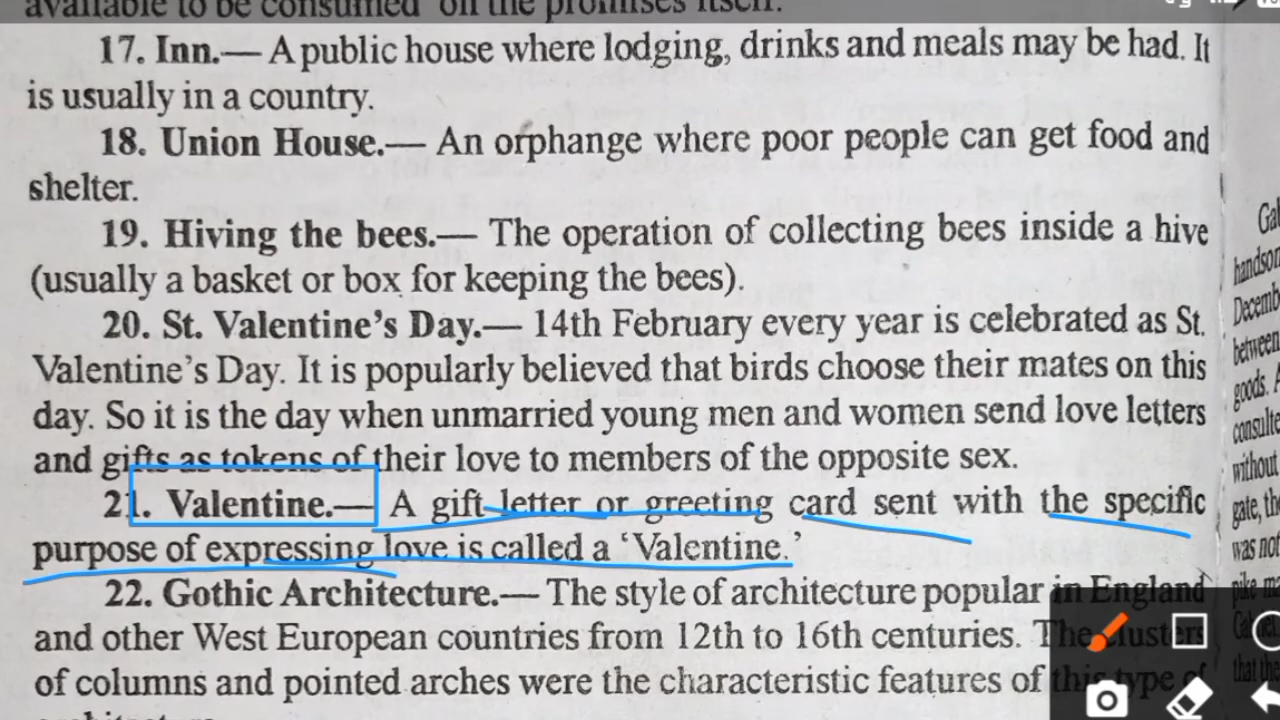 available to be consumed on the promises itself.
17. Inn.— A public house where lodging, drinks and meals may be had. It
is usually in a country.
18. Union House.— An orphange where poor people can get food and
shelter.
19. Hiving the bees.— The operation of collecting bees inside a hive
(usually a basket or box for keeping the bees).
20. St. Valentine's Day.— 14th February every year is celebrated as St.
Valentine's Day. It is popularly believed that birds choose their mates on this
day. So it is the day when unmarried young men and women send love letters
and gifts as tokens of their love to members of the opposite sex.
21. Valentine.— A gift letter or greeting card sent with the specific
purpose of expressing love is called a 'Valentine.'
22. Gothic Architecture.— The style of architecture popular in England
and other West European countries from 12th to 16th centuries. The clusters
of columns and pointed arches were the characteristic features of this type of
goods.
without
gate,
was not
that